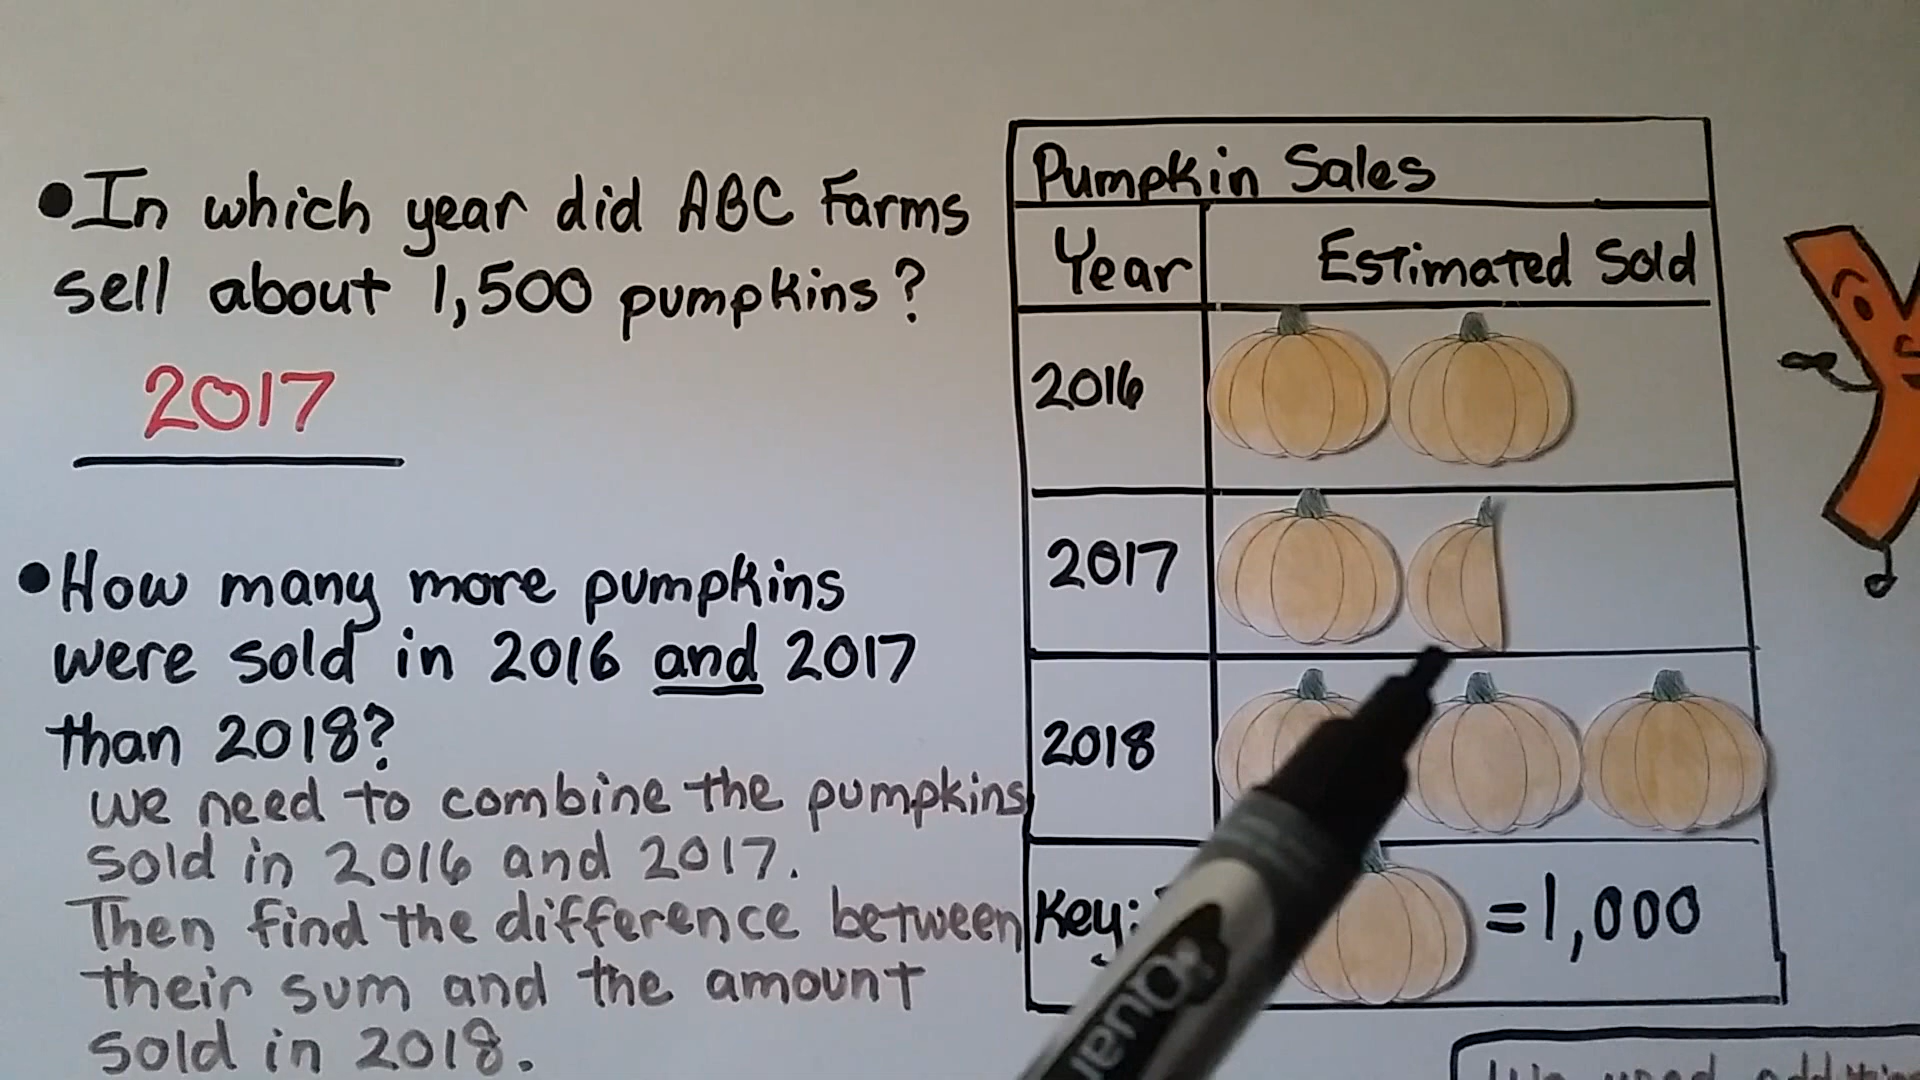 •In which year did ABC Farms
sell about 1,500 pumpkins?
2017
•How many more pumpkins
were sold in 2016 and 2017
than 2018?
we need to combine the pumpkins
sold in 2016 and 2017.
Then find the difference between
their sum and the amount
sold in 2018.
Pumpkin Sales
Year Estimated Sold
2016
2017
2018
Key: =1,000
Quar